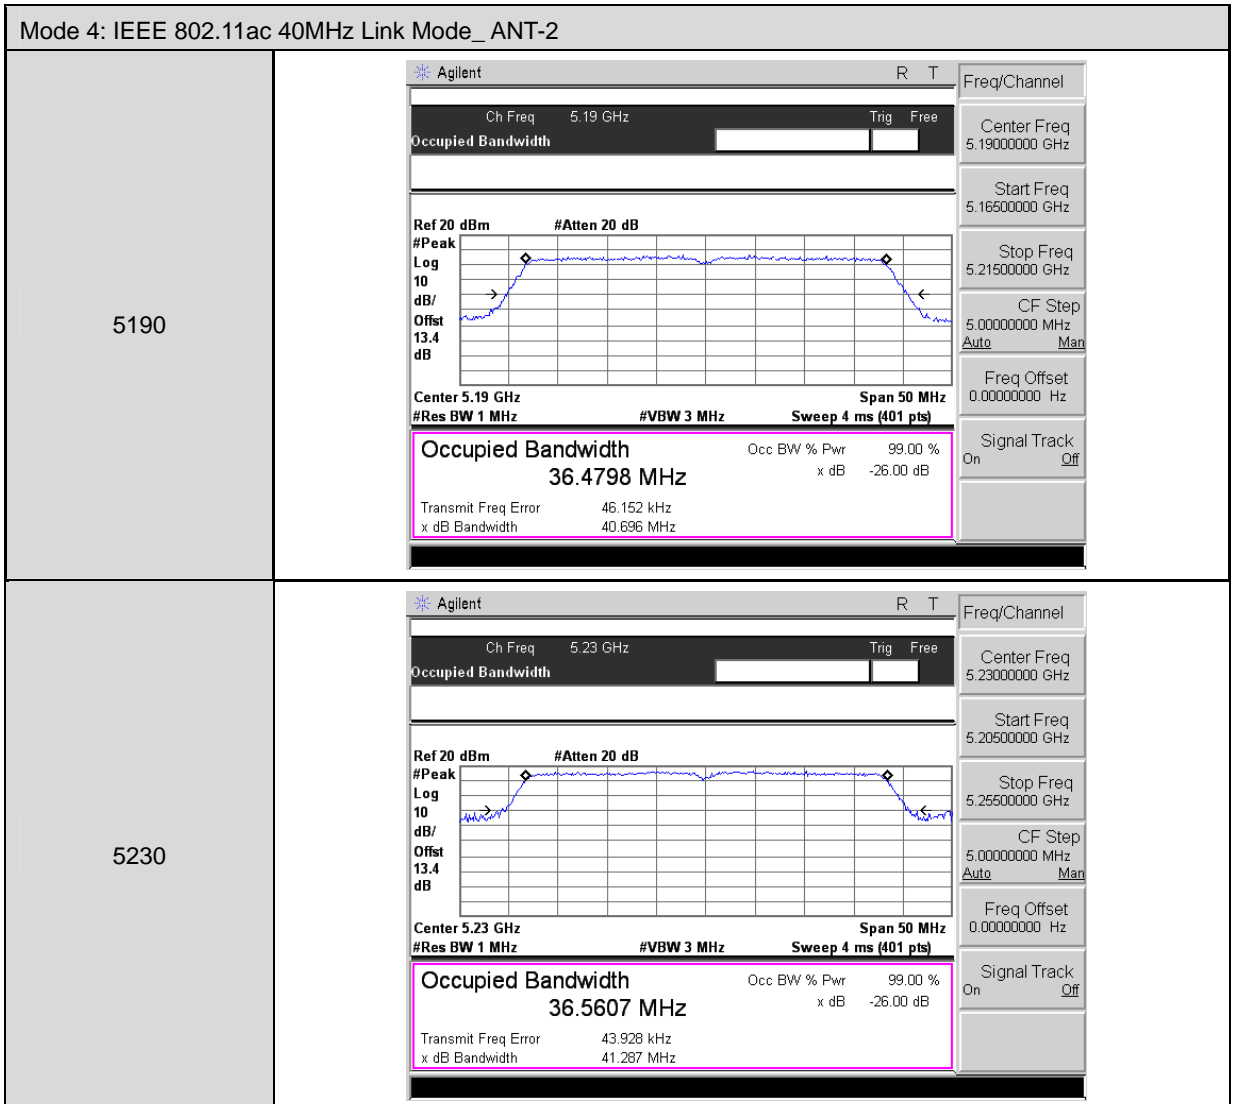 Mode 4: IEEE 802.11ac 40MHz Link Mode_ ANT-2
5190
Agilent
R T
Ch Freq 5.19 GHz Trig Free
Occupied Bandwidth
Ref 20 dBm #Atten 20 dB
#Peak
Log
10
dB/
Offst
13.4
dB
Center 5.19 GHz Span 50 MHz
#Res BW 1 MHz #VBW 3 MHz Sweep 4 ms (401 pts)
Occupied Bandwidth
36.4798 MHz
Occ BW % Pwr 99.00 %
x dB -26.00 dB
Transmit Freq Error 46.152 kHz
x dB Bandwidth 40.696 MHz
Freq/Channel
Center Freq
5.19000000 GHz
Start Freq
5.16500000 GHz
Stop Freq
5.21500000 GHz
CF Step
5.00000000 MHz
Auto Man
Freq Offset
0.00000000 Hz
Signal Track
On Off
5230
Agilent
R T
Ch Freq 5.23 GHz Trig Free
Occupied Bandwidth
Ref 20 dBm #Atten 20 dB
#Peak
Log
10
dB/
Offst
13.4
dB
Center 5.23 GHz Span 50 MHz
#Res BW 1 MHz #VBW 3 MHz Sweep 4 ms (401 pts)
Occupied Bandwidth
36.5607 MHz
Occ BW % Pwr 99.00 %
x dB -26.00 dB
Transmit Freq Error 43.928 kHz
x dB Bandwidth 41.287 MHz
Freq/Channel
Center Freq
5.23000000 GHz
Start Freq
5.20500000 GHz
Stop Freq
5.25500000 GHz
CF Step
5.00000000 MHz
Auto Man
Freq Offset
0.00000000 Hz
Signal Track
On Off